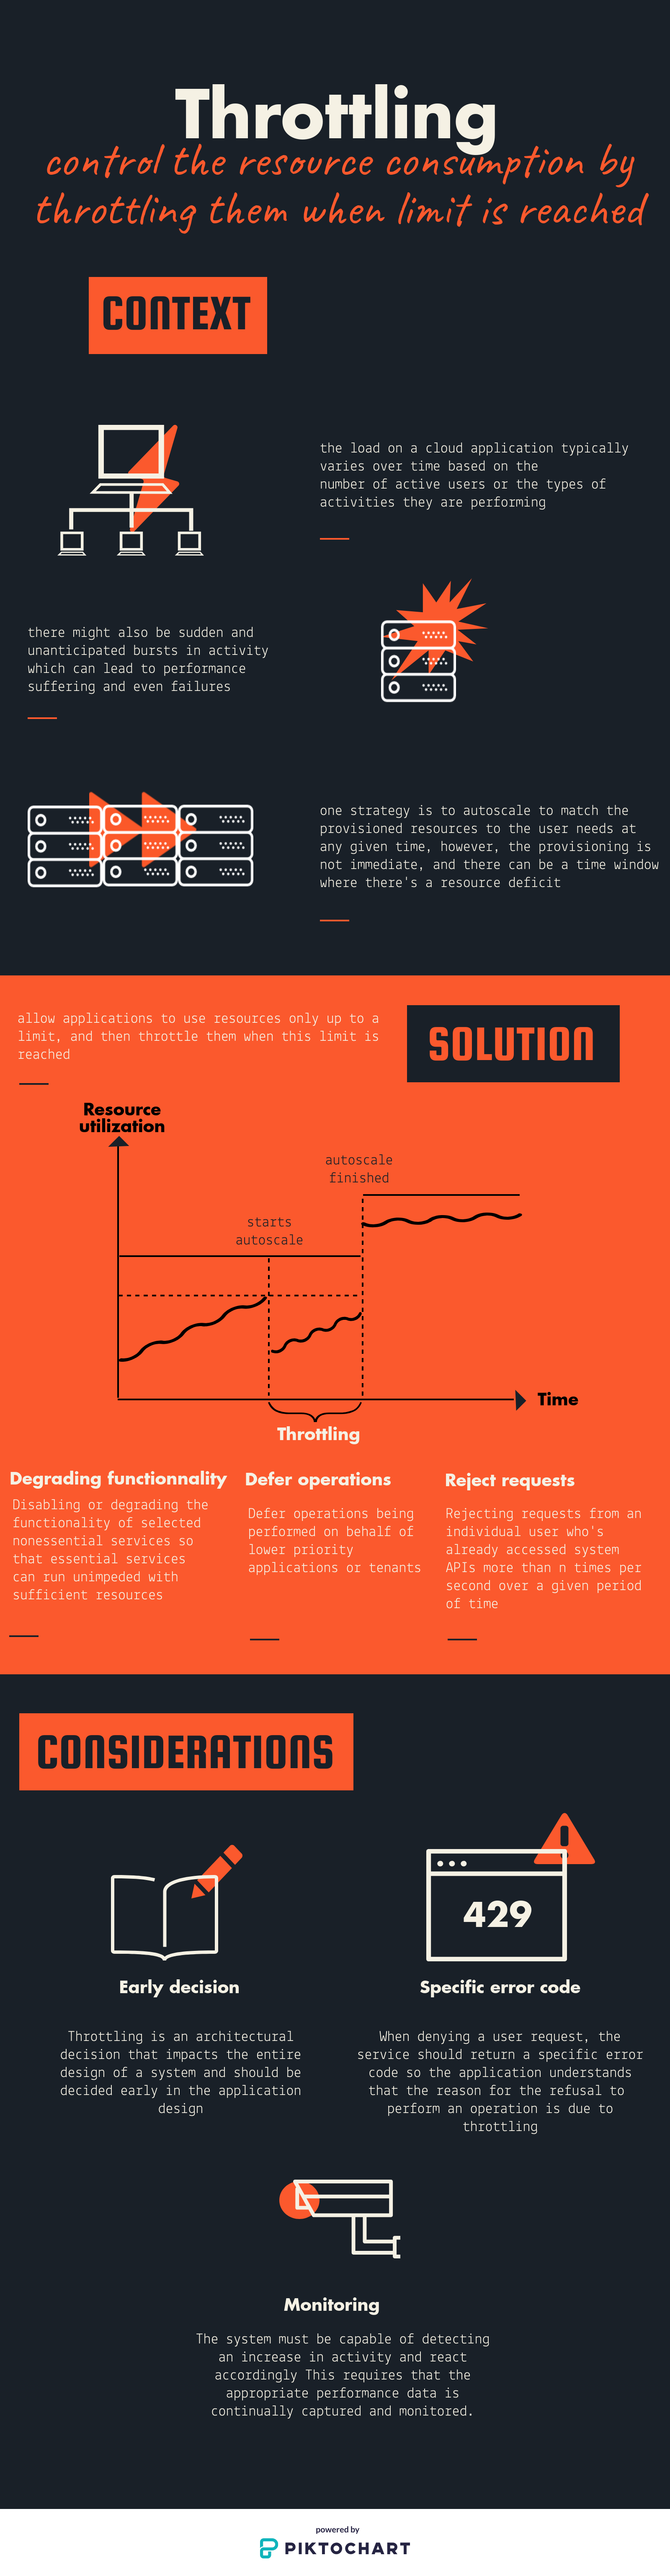 Throttling
control the resource consumption by
throttling them when limit is reached
CONTEXT
the load on a cloud application typically
varies over time based on the
number of active users or the types of
activities they are performing
there might also be sudden and
unanticipated bursts in activity
which can lead to performance
suffering and even failures
one strategy is to autoscale to match the
provisioned resources to the user needs at
any given time, however, the provisioning is
not immediate, and there can be a time window
where there's a resource deficit
allow applications to use resources only up to a
limit, and then throttle them when this limit is
reached
SOLUTION
Resource
utilization
autoscale
finished
starts
autoscale
Time
Throttling
Degrading functionnality
Disabling or degrading the
functionality of selected
nonessential services so
that essential services
can run unimpeded with
sufficient resources
Defer operations
Defer operations being
performed on behalf of
lower priority
applications or tenants
Reject requests
Rejecting requests from an
individual user who's
already accessed system
APIs more than n times per
second over a given period
of time
CONSIDERATIONS
Early decision
Throttling is an architectural
decision that impacts the entire
design of a system and should be
decided early in the application
design
429
Specific error code
When denying a user request, the
service should return a specific error
code so the application understands
that the reason for the refusal to
perform an operation is due to
throttling
Monitoring
The system must be capable of detecting
an increase in activity and react
accordingly This requires that the
appropriate performance data is
continually captured and monitored.
powered by
PIKTOCHART